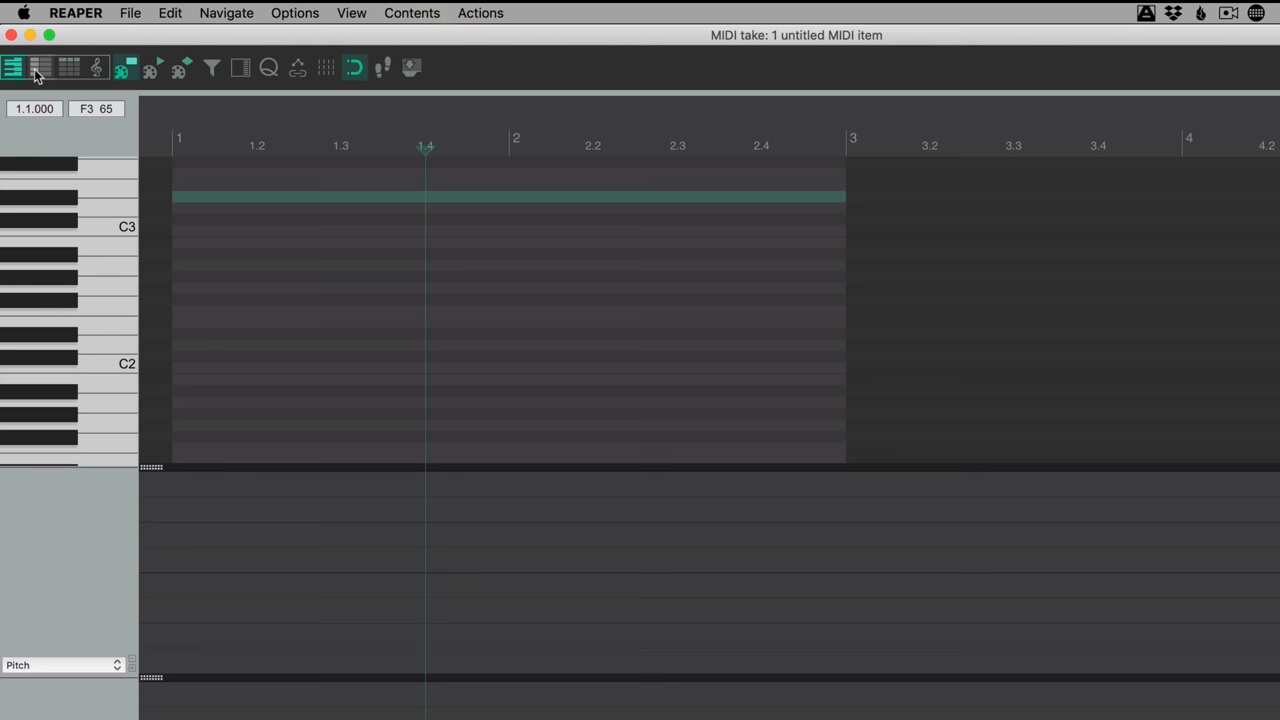 REAPER File Edit Navigate Options View Contents Actions
MIDI take: 1 untitled MIDI item
1.1.000 F3 65
1 1.2 1.3 1.4 2 2.2 2.3 2.4 3 3.2 3.3 3.4 4 4.2
C3
C2
Pitch